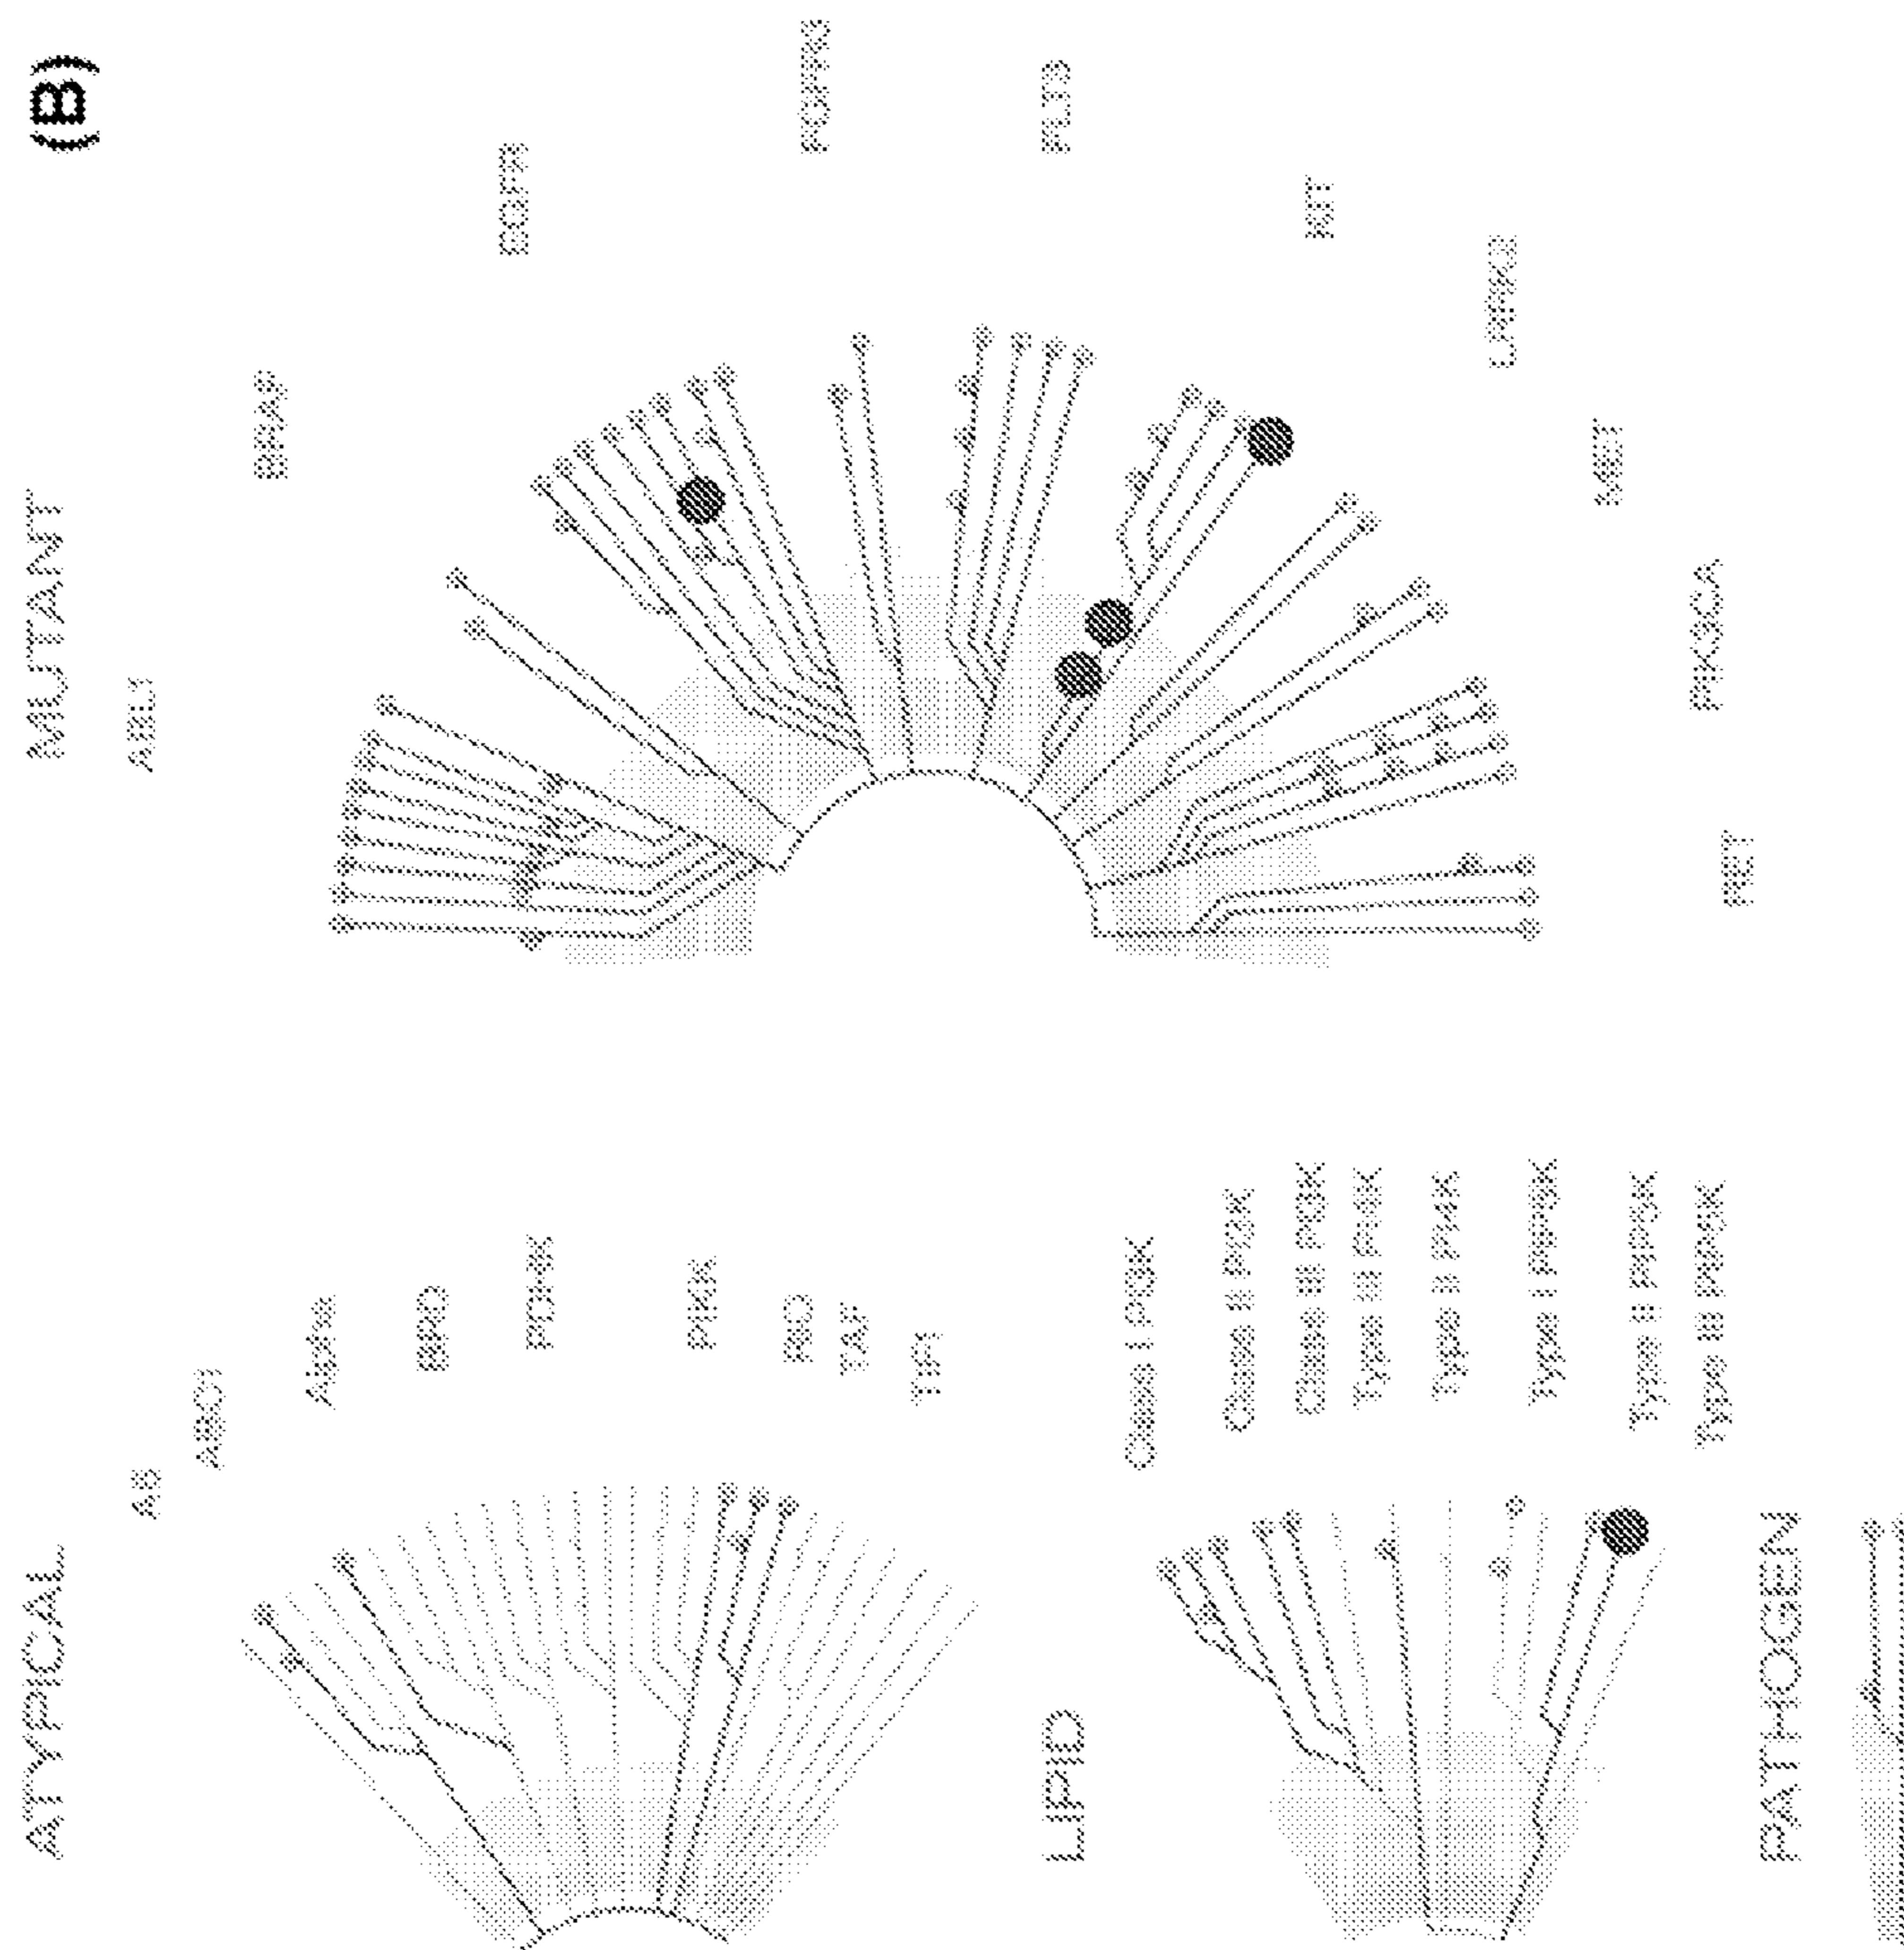 (B)
MUTANT
ABL1
BRAF
EGFR
FGFR3
FLT3
KIT
LRRK2
MET
PIK3CA
RET
ATYPICAL
A6
ABC1
Alpha
BRD
PDHK
PIKK
RIO
TAF
TIF1
LIPID
Class I PI3K
Class II PI3K
Class III PI3K
Type III PI4K
Type II PI4K
Type I PIP5K
Type II PIP5K
Type III PIP5K
PATHOGEN